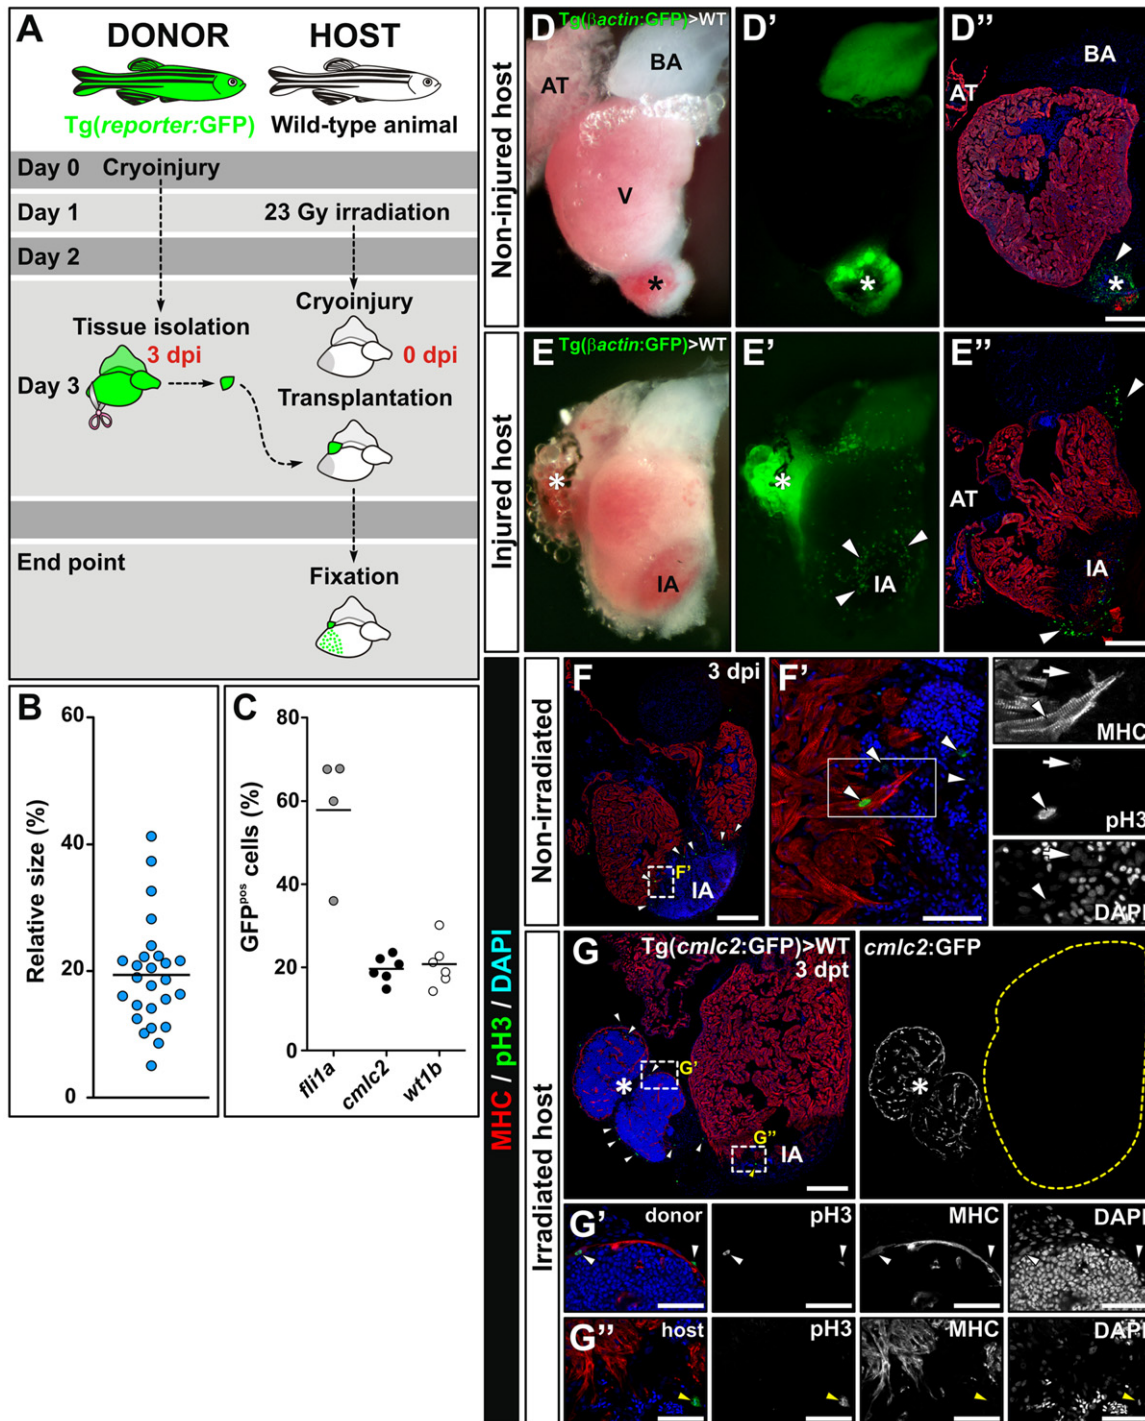 A
DONOR HOST
Tg(reporter:GFP) Wild-type animal
Day 0 Cryoinjury
Day 1 23 Gy irradiation
Day 2
Cryoinjury
Tissue isolation
3 dpi 0 dpi
Day 3
Transplantation
End point
Fixation
B
60
40
20
0
Relative size (%)
C
80
60
40
20
0
GFPpos cells (%)
fli1a cmlc2 wt1b
Non-injured host
D Tg(βactin:GFP)>WT
AT BA
V
*
D'
*
D''
BA
AT
*
Injured host
E Tg(βactin:GFP)>WT
*
IA
E'
*
IA
E''
AT
IA
MHC / pH3 / DAPI
Non-irradiated
F 3 dpi
F'
IA
F'
MHC
pH3
DAPI
Irradiated host
G Tg(cmlc2:GFP)>WT
3 dpt
G'
*
G''
IA
cmlc2:GFP
*
G' donor pH3 MHC DAPI
G'' host pH3 MHC DAPI